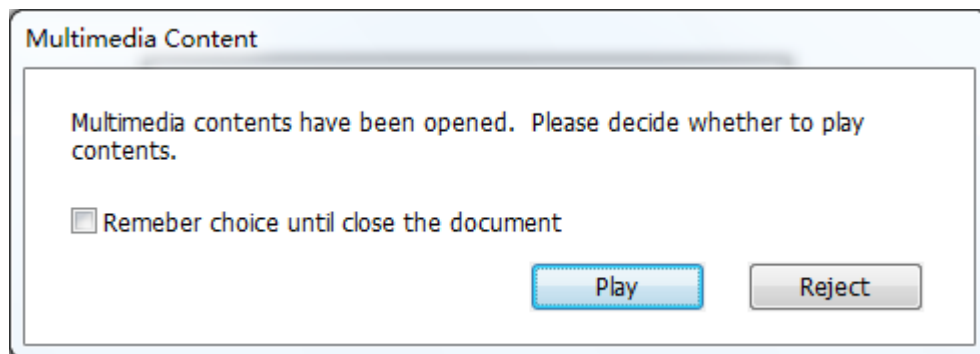 Multimedia Content
Multimedia contents have been opened.  Please decide whether to play
contents.
Remeber choice until close the document
Play
Reject